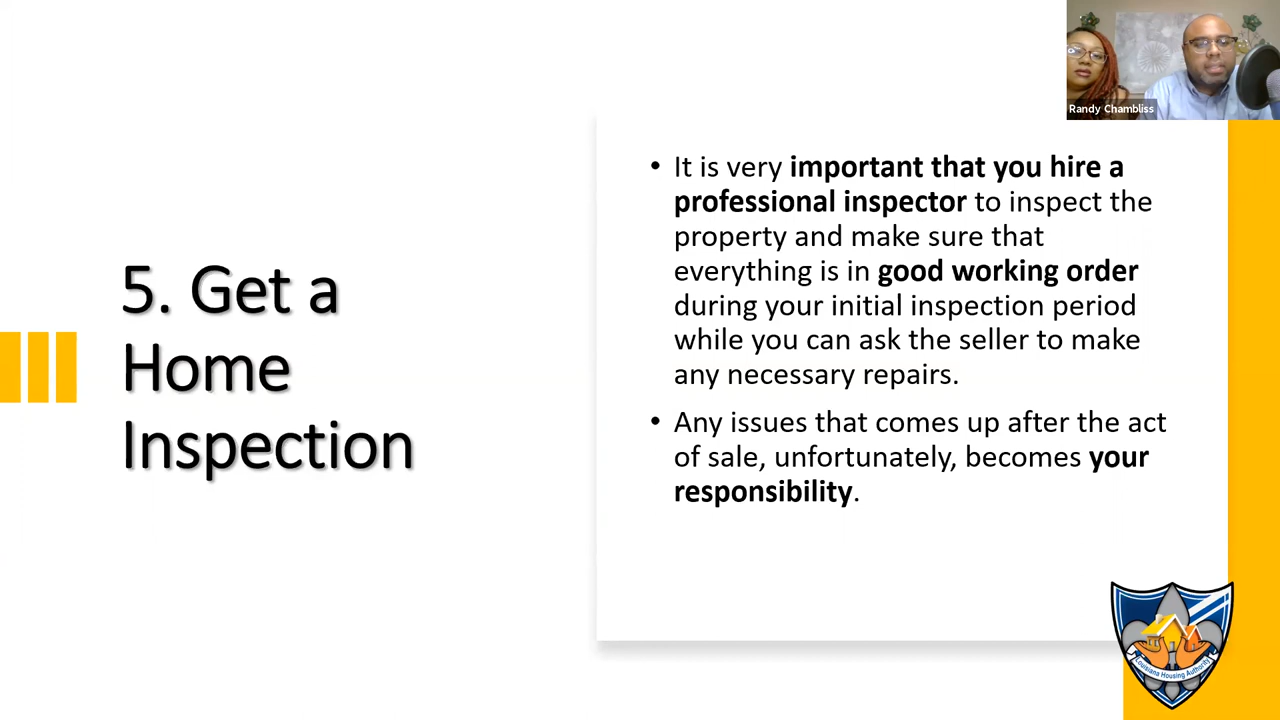 Randy Chambliss
5. Get a
Home
Inspection
• It is very important that you hire a
professional inspector to inspect the
property and make sure that
everything is in good working order
during your initial inspection period
while you can ask the seller to make
any necessary repairs.
• Any issues that comes up after the act
of sale, unfortunately, becomes your
responsibility.
Louisiana Housing Authority